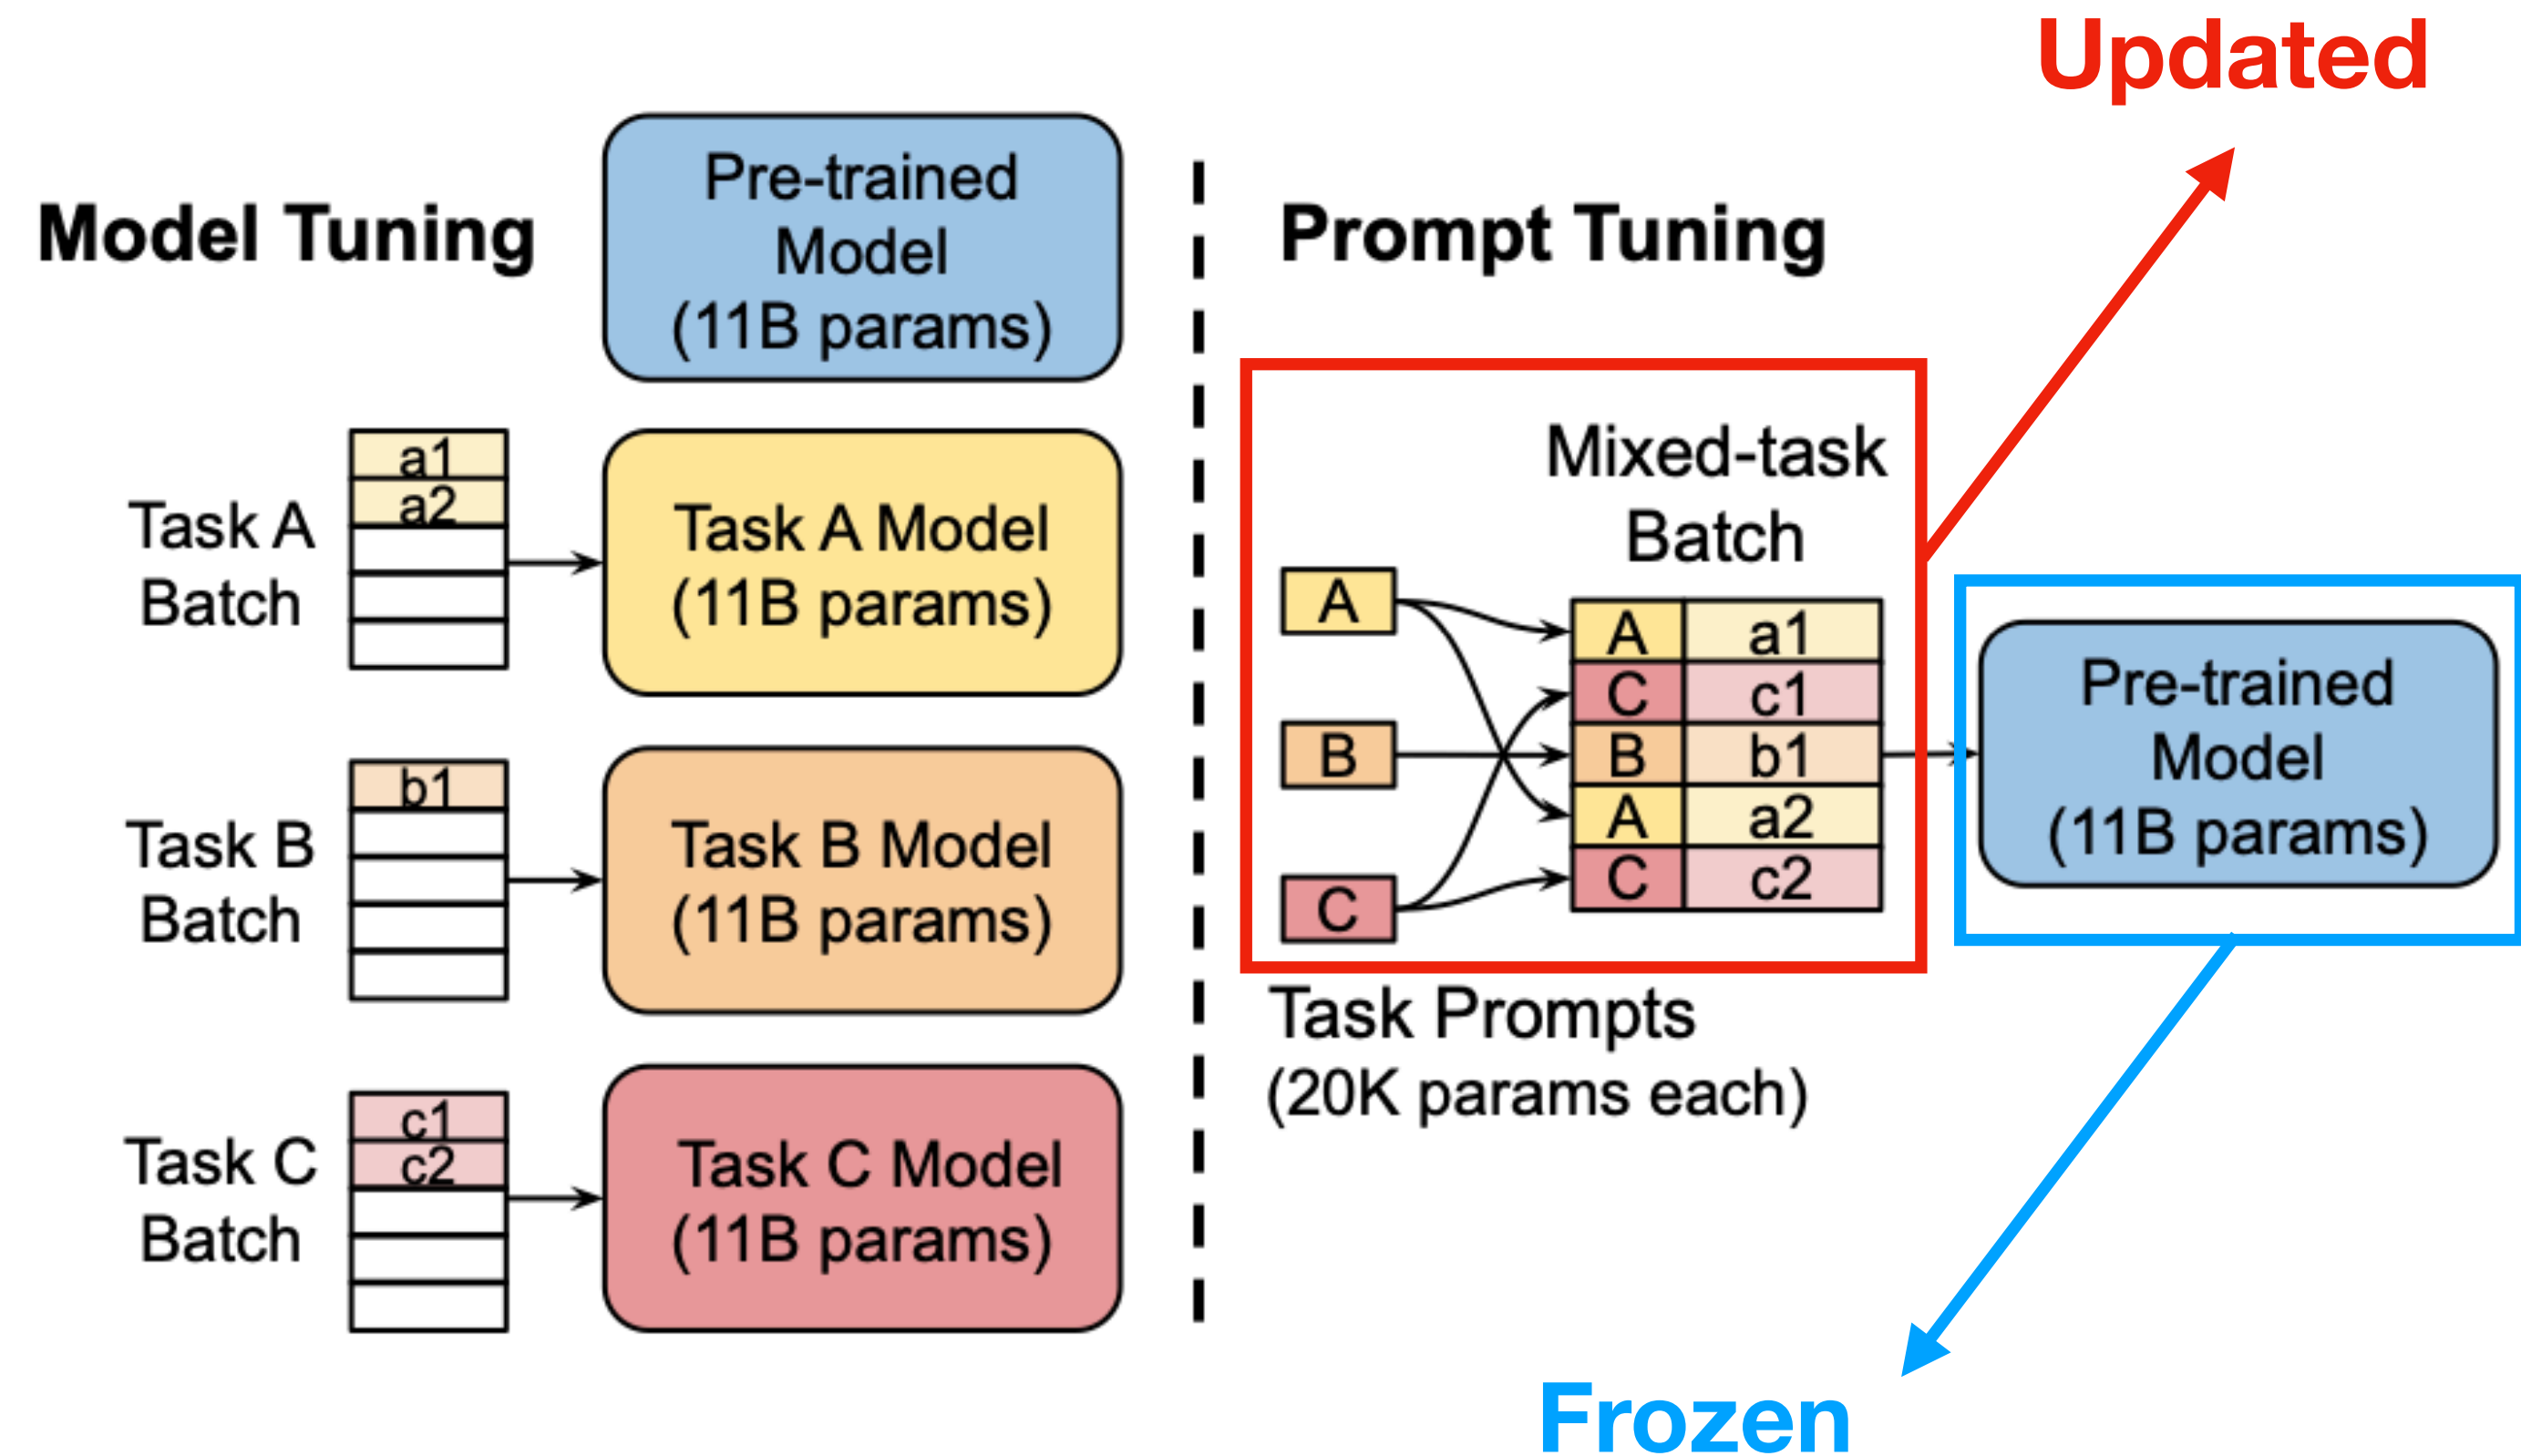 Updated
Model Tuning
Pre-trained
Model
(11B params)
Task A
Batch
a1
a2
Task A Model
(11B params)
Task B
Batch
b1
Task B Model
(11B params)
Task C
Batch
c1
c2
Task C Model
(11B params)
Prompt Tuning
Mixed-task
Batch
A
B
C
A a1
C c1
B b1
A a2
C c2
Task Prompts
(20K params each)
Pre-trained
Model
(11B params)
Frozen